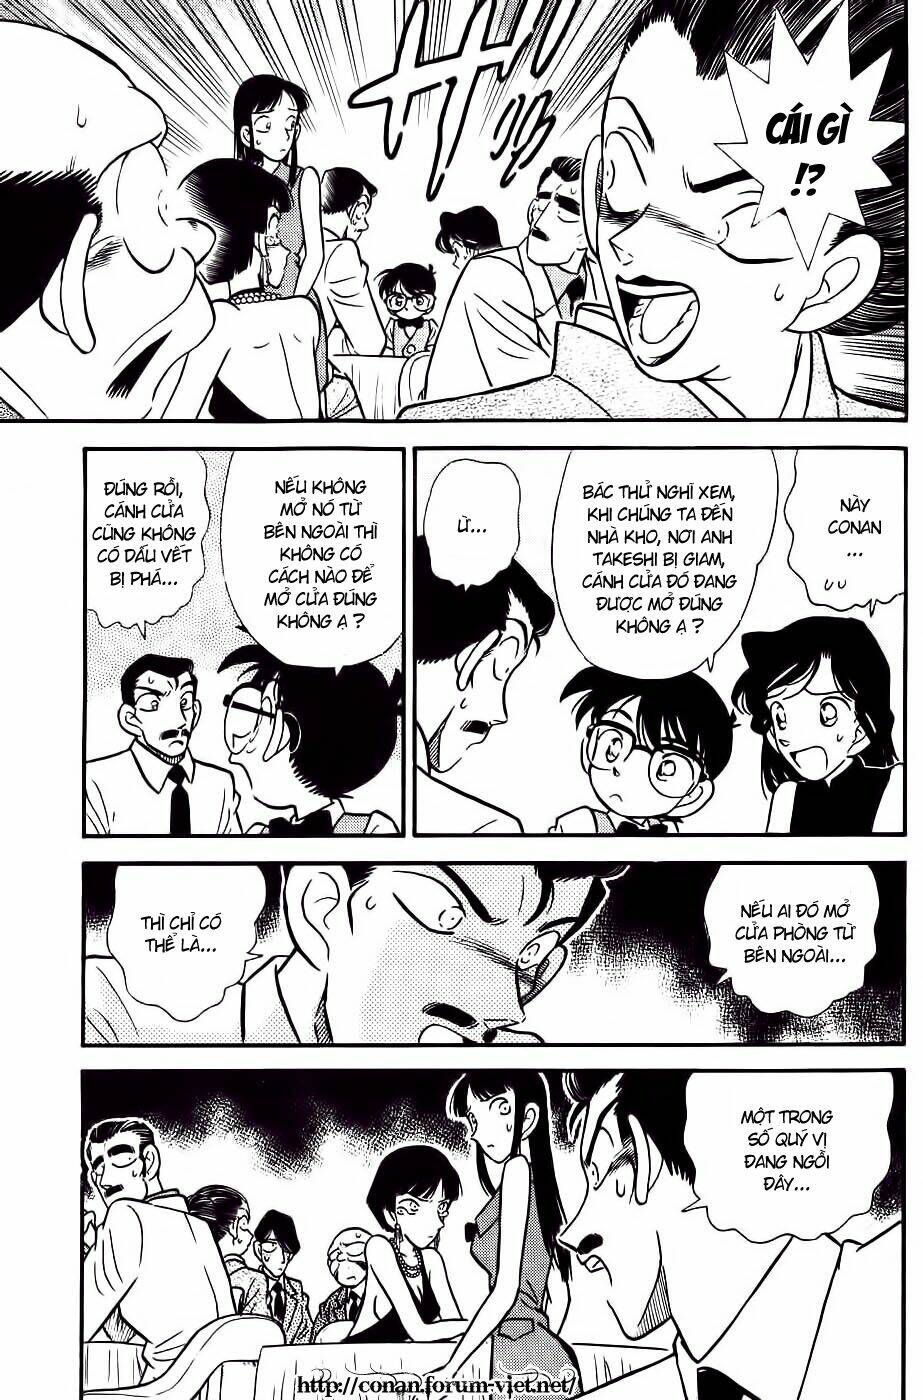 CÁI GÌ
!?
NÀY
CONAN
...
BÁC THỬ NGHĨ XEM,
KHI CHÚNG TA ĐẾN
NHÀ KHO, NƠI ANH
TAKESHI BỊ GIAM,
CÁNH CỬA ĐÓ ĐANG
ĐƯỢC MỞ ĐÚNG
KHÔNG Ạ ?
Ừ...
NẾU KHÔNG
MỞ NÓ TỪ
BÊN NGOÀI THÌ
KHÔNG CÓ
CÁCH NÀO ĐỂ
MỞ CỬA ĐÚNG
KHÔNG Ạ ?
ĐÚNG RỒI,
CÁNH CỬA
CŨNG KHÔNG
CÓ DẤU VẾT
BỊ PHÁ...
NẾU AI ĐÓ MỞ
CỬA PHÒNG TỪ
BÊN NGOÀI...
THÌ CHỈ CÓ
THỂ LÀ...
MỘT TRONG
SỐ QUÝ VỊ
ĐANG NGỒI
ĐÂY...
http://conan.forum-viet.net/